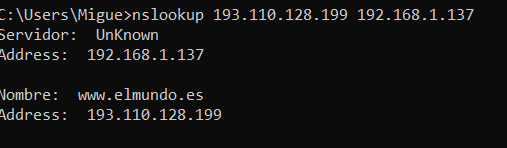 C:\Users\Migue>nslookup 193.110.128.199 192.168.1.137
Servidor:  UnKnown
Address:  192.168.1.137
Nombre:  www.elmundo.es
Address:  193.110.128.199